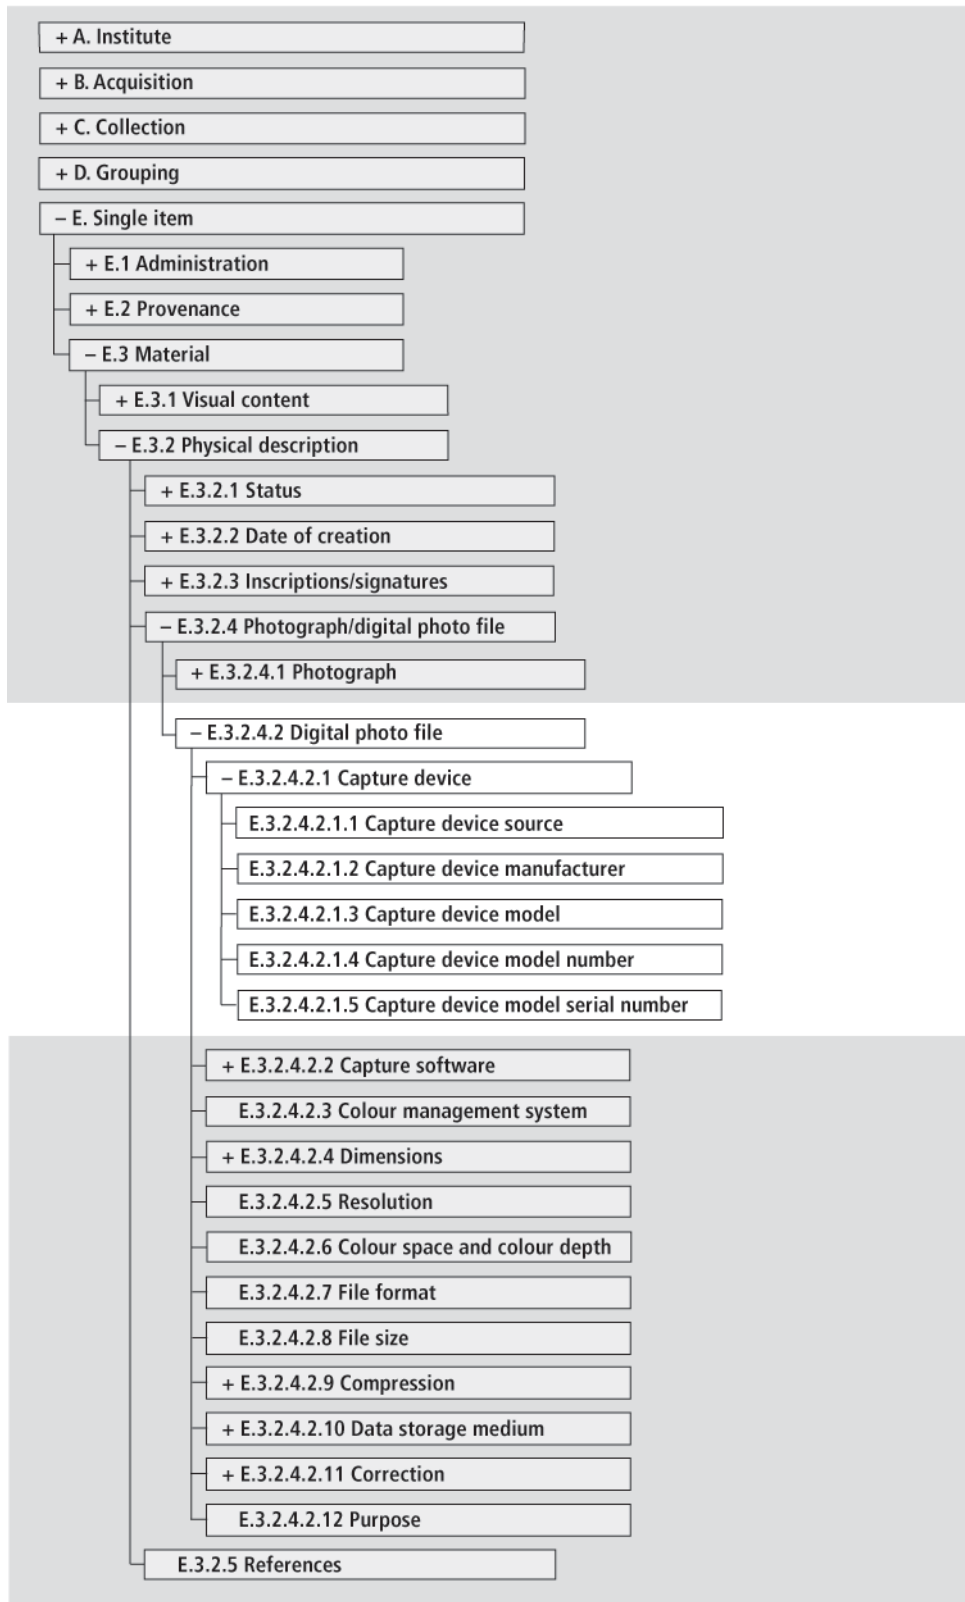 + A. Institute
+ B. Acquisition
+ C. Collection
+ D. Grouping
– E. Single item
+ E.1 Administration
+ E.2 Provenance
– E.3 Material
+ E.3.1 Visual content
– E.3.2 Physical description
+ E.3.2.1 Status
+ E.3.2.2 Date of creation
+ E.3.2.3 Inscriptions/signatures
– E.3.2.4 Photograph/digital photo file
+ E.3.2.4.1 Photograph
– E.3.2.4.2 Digital photo file
– E.3.2.4.2.1 Capture device
E.3.2.4.2.1.1 Capture device source
E.3.2.4.2.1.2 Capture device manufacturer
E.3.2.4.2.1.3 Capture device model
E.3.2.4.2.1.4 Capture device model number
E.3.2.4.2.1.5 Capture device model serial number
+ E.3.2.4.2.2 Capture software
E.3.2.4.2.3 Colour management system
+ E.3.2.4.2.4 Dimensions
E.3.2.4.2.5 Resolution
E.3.2.4.2.6 Colour space and colour depth
E.3.2.4.2.7 File format
E.3.2.4.2.8 File size
+ E.3.2.4.2.9 Compression
+ E.3.2.4.2.10 Data storage medium
+ E.3.2.4.2.11 Correction
E.3.2.4.2.12 Purpose
E.3.2.5 References